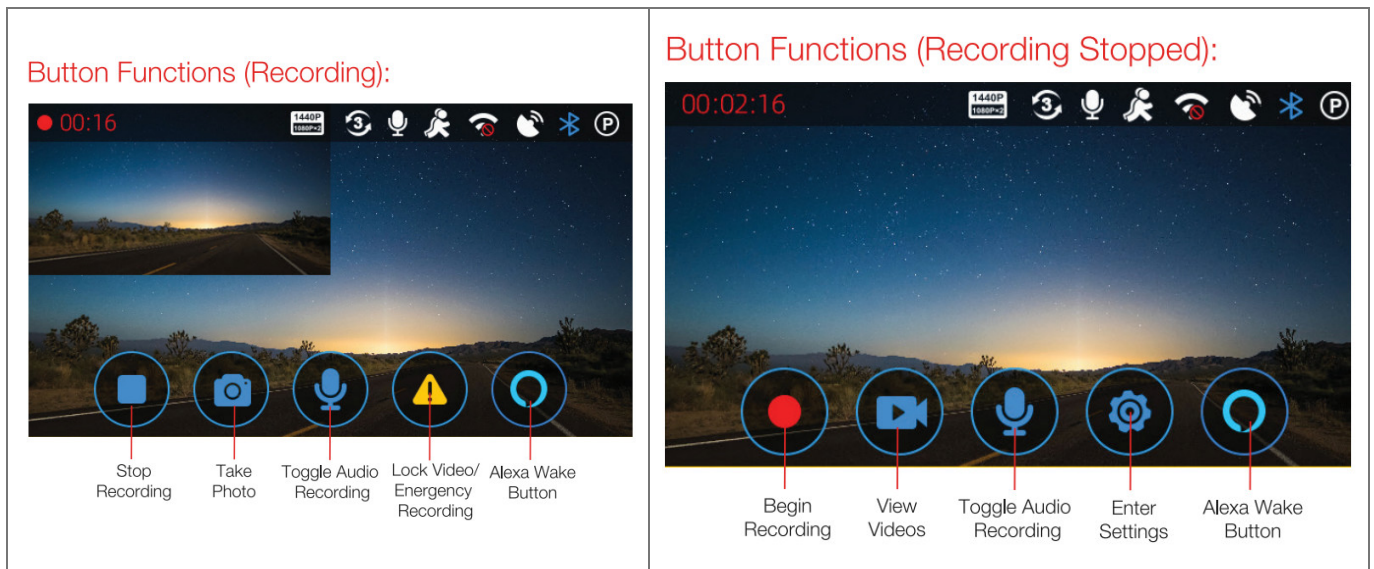 Button Functions (Recording):
00:16
1440P
1080P×2
3
P
Stop
Recording
Take
Photo
Toggle Audio
Recording
Lock Video/
Energency
Recording
Alexa Wake
Button
Button Functions (Recording Stopped):
00:02:16
1440P
1080P×2
3
P
Begin
Recording
View
Videos
Toggle Audio
Recording
Enter
Settings
Alexa Wake
Button